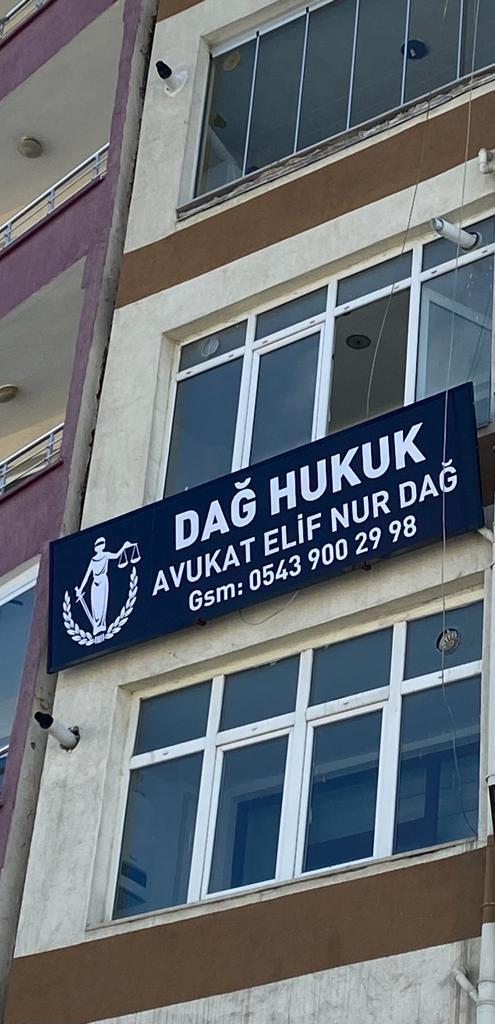 DAĞ HUKUK
AVUKAT ELİF NUR DAĞ
Gsm: 0543 900 29 98